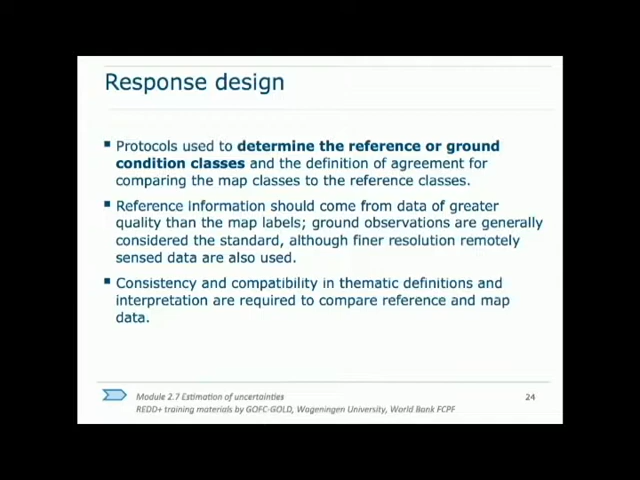 Response design
Protocols used to determine the reference or ground
condition classes and the definition of agreement for
comparing the map classes to the reference classes.
Reference information should come from data of greater
quality than the map labels; ground observations are generally
considered the standard, although finer resolution remotely
sensed data are also used.
Consistency and compatibility in thematic definitions and
interpretation are required to compare reference and map
data.
Module 2.7 Estimation of uncertainties
24
REDD+ training materials by GOFC-GOLD, Wageningen University, World Bank FCPF